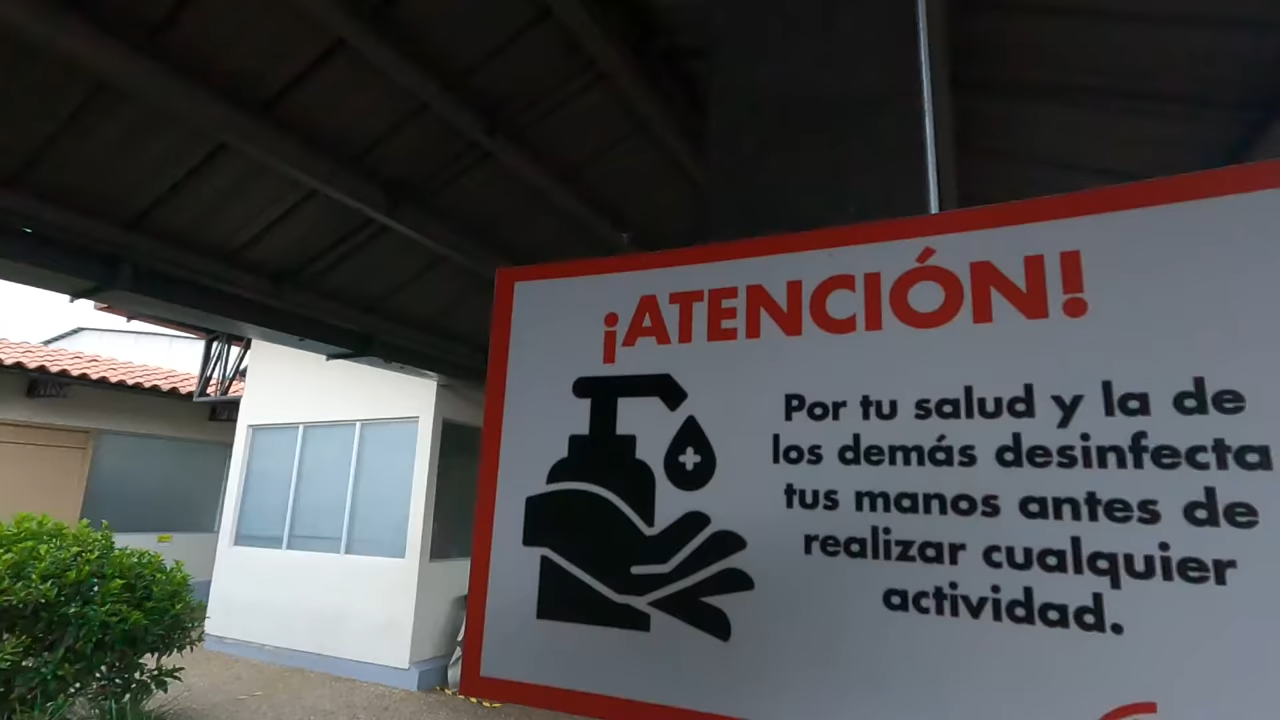 ¡ATENCIÓN!
Por tu salud y la de
los demás desinfecta
tus manos antes de
realizar cualquier
actividad.